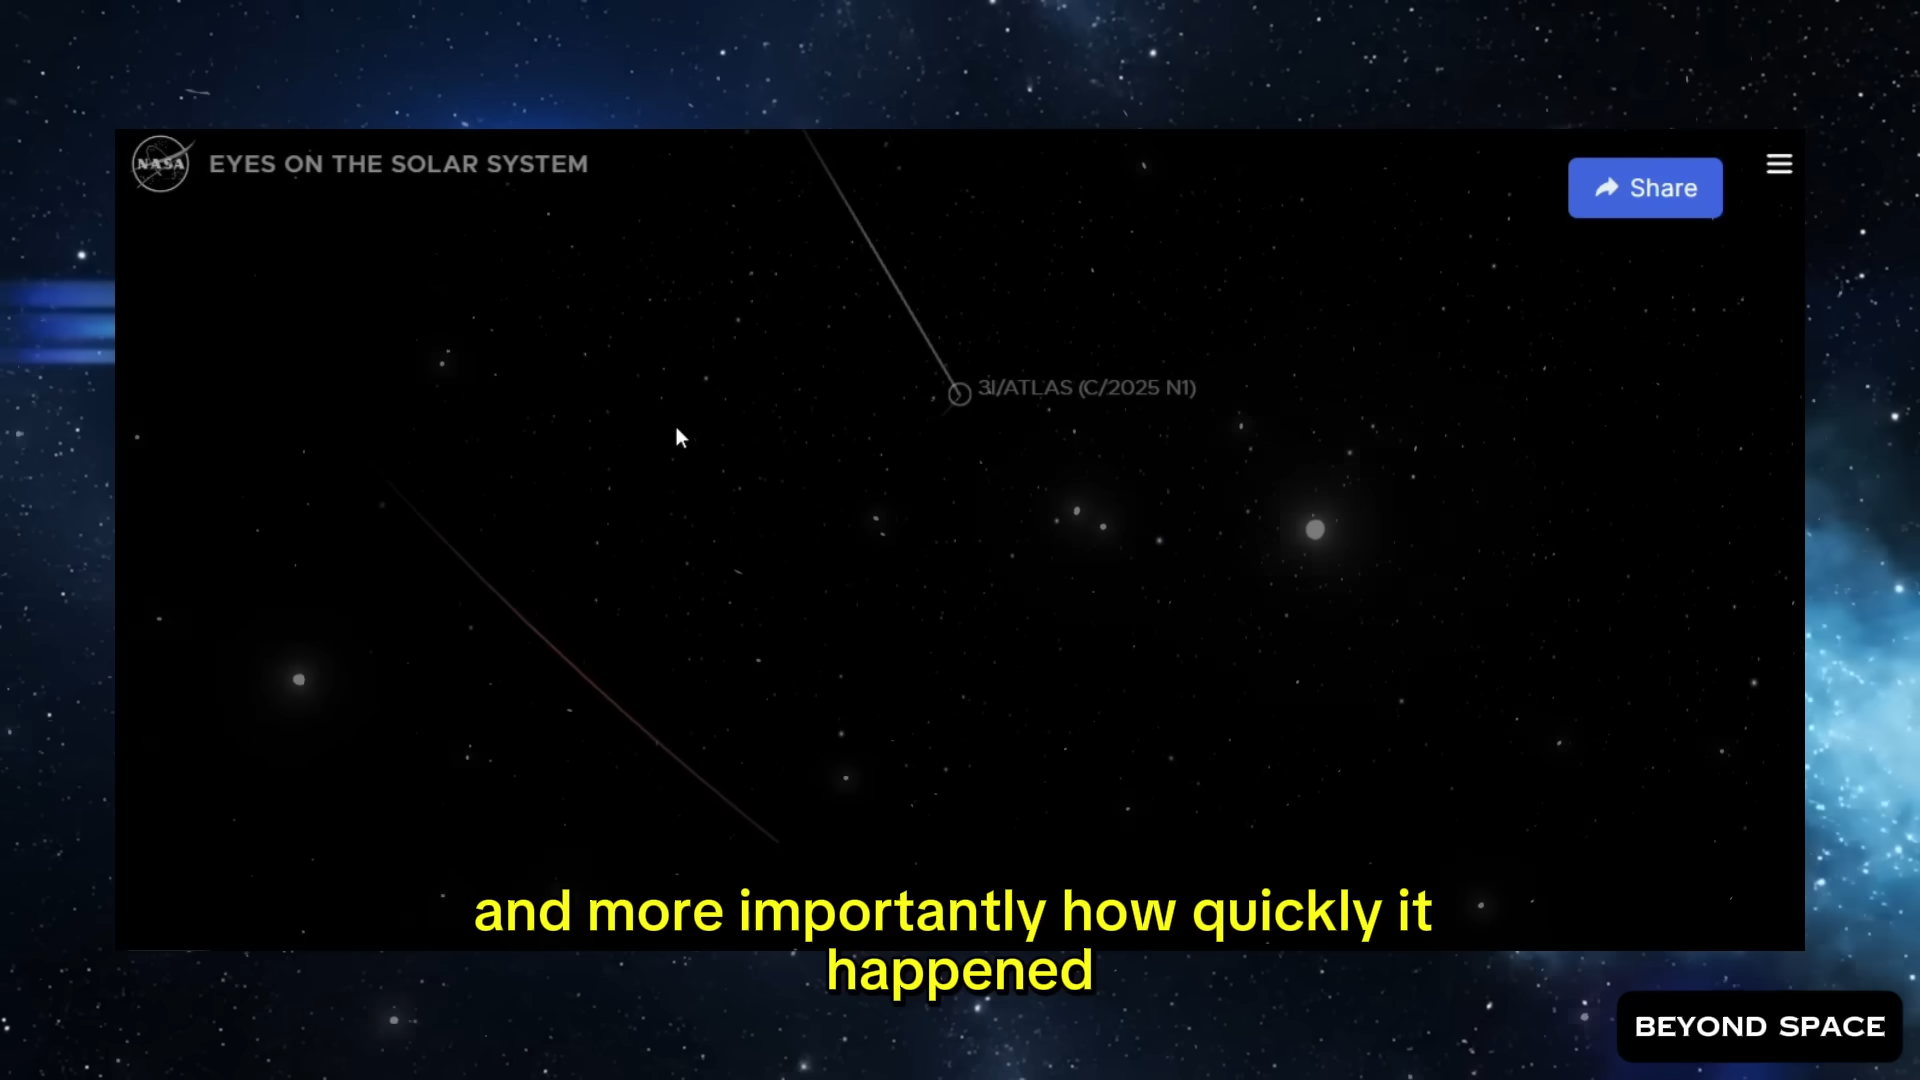 NASA
EYES ON THE SOLAR SYSTEM
Share
3I/ATLAS (C/2025 N1)
and more importantly how quickly it
happened
BEYOND SPACE